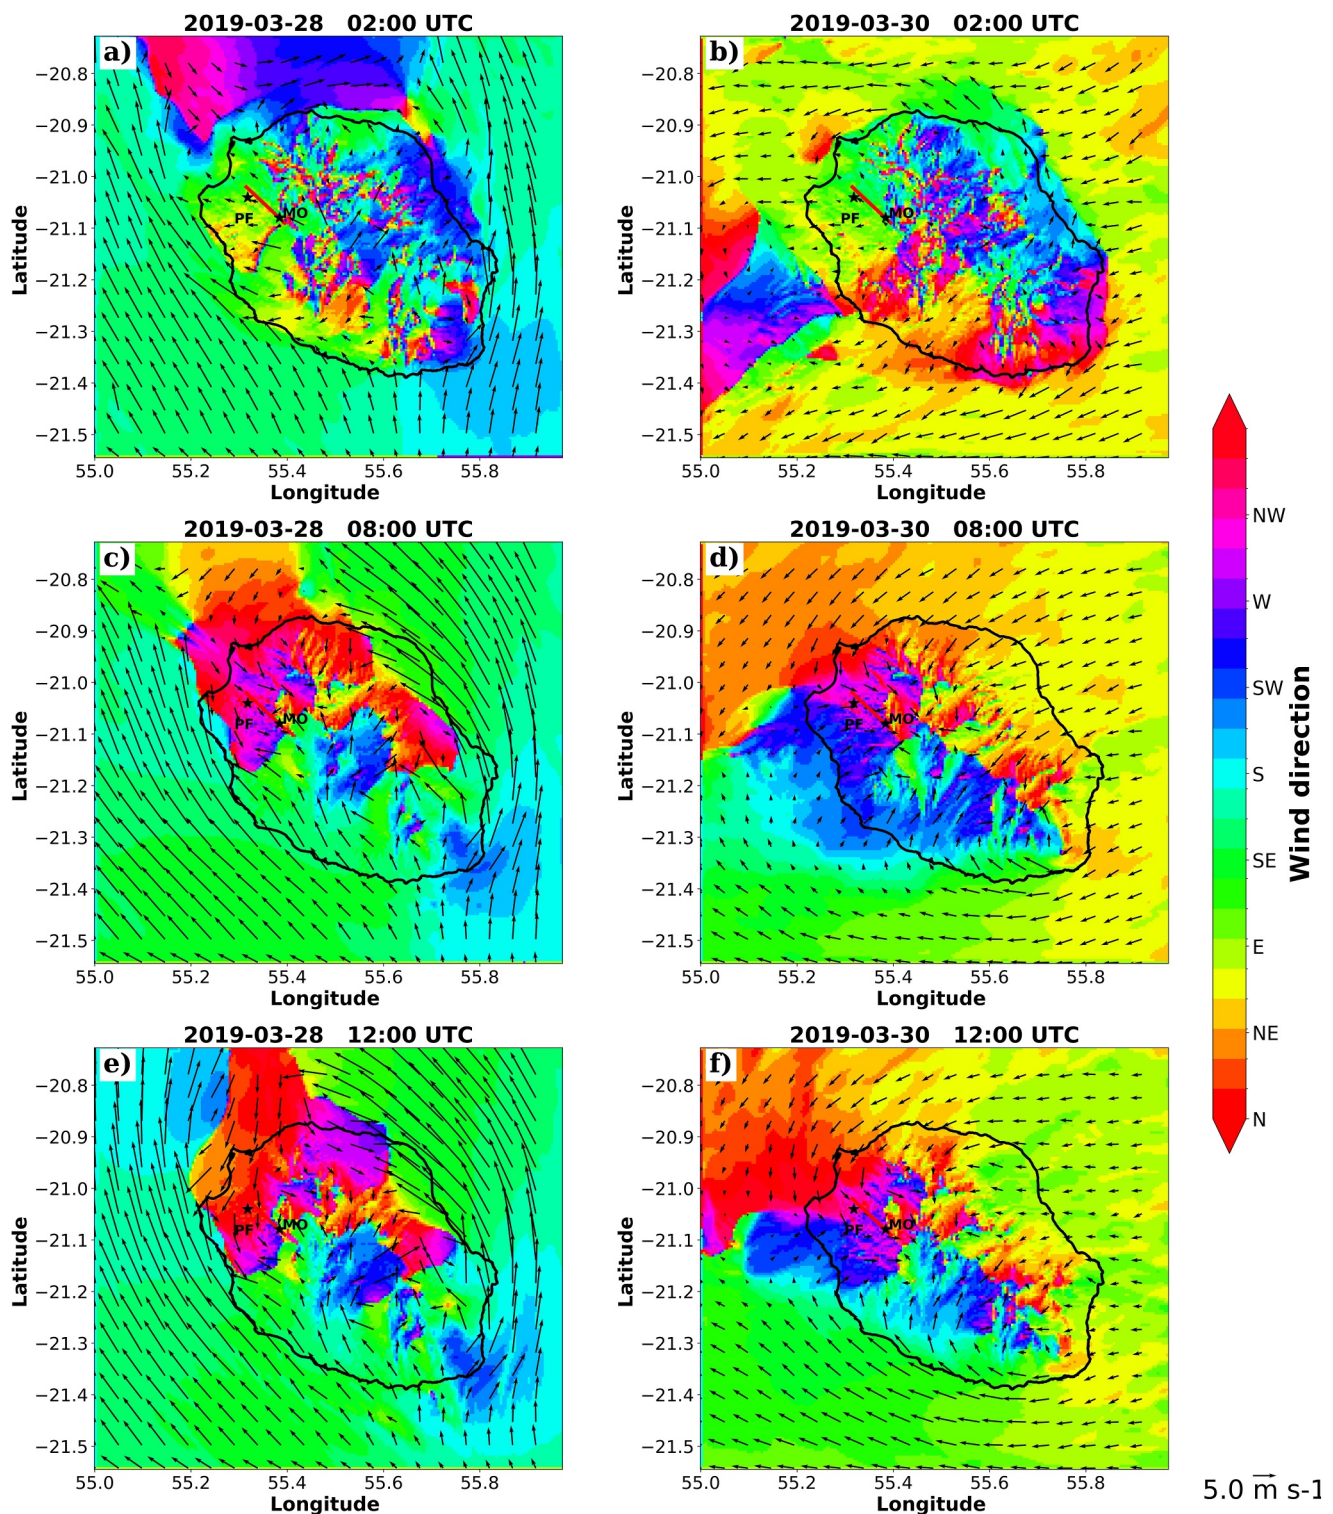 2019-03-28 02:00 UTC
2019-03-30 02:00 UTC
a)
b)
−20.8
−20.9
−21.0
−21.1
−21.2
−21.3
−21.4
−21.5
Latitude
PF
MO
55.0
55.2
55.4
55.6
55.8
Longitude
−20.8
−20.9
−21.0
−21.1
−21.2
−21.3
−21.4
−21.5
Latitude
PF
MO
55.0
55.2
55.4
55.6
55.8
Longitude
2019-03-28 08:00 UTC
2019-03-30 08:00 UTC
c)
d)
−20.8
−20.9
−21.0
−21.1
−21.2
−21.3
−21.4
−21.5
Latitude
PF
MO
55.0
55.2
55.4
55.6
55.8
Longitude
−20.8
−20.9
−21.0
−21.1
−21.2
−21.3
−21.4
−21.5
Latitude
PF
MO
55.0
55.2
55.4
55.6
55.8
Longitude
2019-03-28 12:00 UTC
2019-03-30 12:00 UTC
e)
f)
−20.8
−20.9
−21.0
−21.1
−21.2
−21.3
−21.4
−21.5
Latitude
PF
MO
55.0
55.2
55.4
55.6
55.8
Longitude
−20.8
−20.9
−21.0
−21.1
−21.2
−21.3
−21.4
−21.5
Latitude
PF
MO
55.0
55.2
55.4
55.6
55.8
Longitude
NW
W
SW
S
SE
E
NE
N
Wind direction
5.0 m s-1